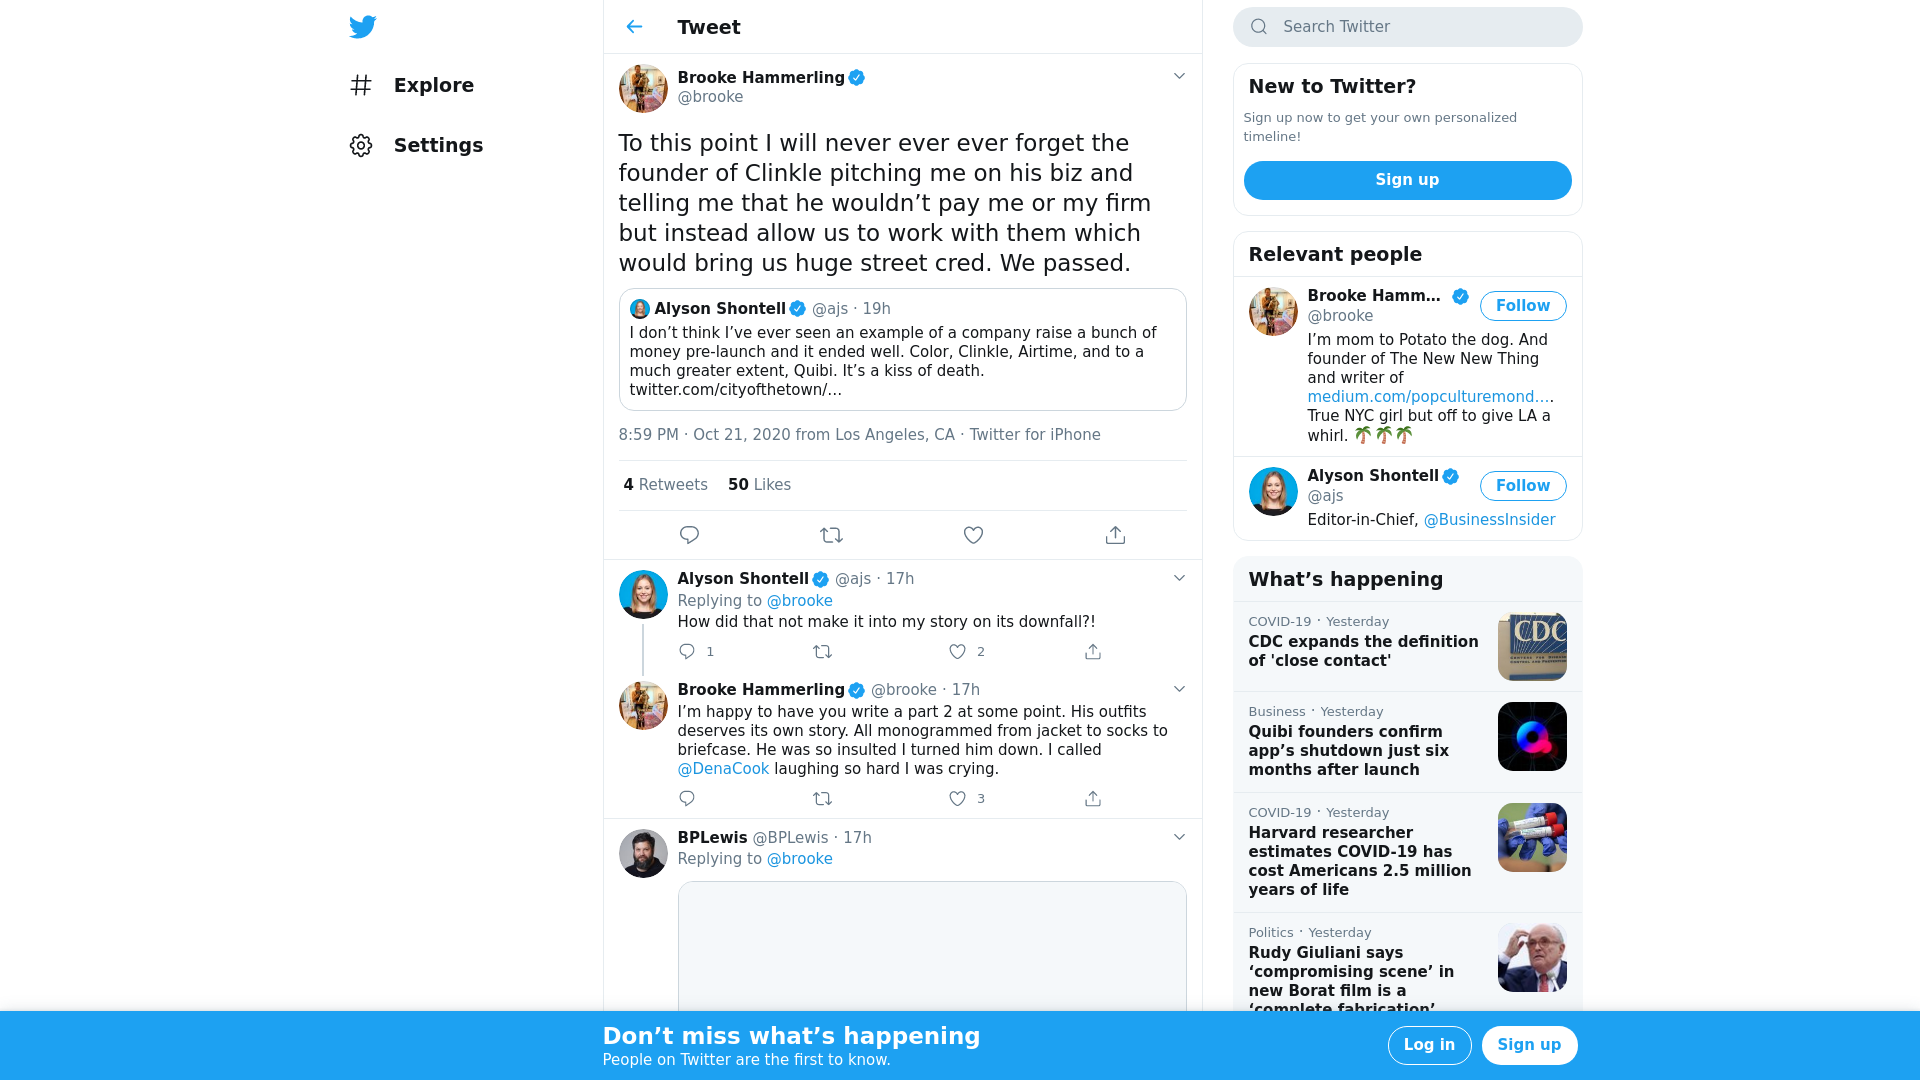 Explore
Settings
Tweet
Brooke Hammerling
@brooke
To this point I will never ever ever forget the
founder of Clinkle pitching me on his biz and
telling me that he wouldn’t pay me or my firm
but instead allow us to work with them which
would bring us huge street cred. We passed.
Alyson Shontell @ajs · 19h
I don’t think I’ve ever seen an example of a company raise a bunch of
money pre-launch and it ended well. Color, Clinkle, Airtime, and to a
much greater extent, Quibi. It’s a kiss of death.
twitter.com/cityofthetown/…
8:59 PM · Oct 21, 2020 from Los Angeles, CA · Twitter for iPhone
4 Retweets 50 Likes
Alyson Shontell @ajs · 17h
Replying to @brooke
How did that not make it into my story on its downfall?!
1 2
Brooke Hammerling @brooke · 17h
I’m happy to have you write a part 2 at some point. His outfits
deserves its own story. All monogrammed from jacket to socks to
briefcase. He was so insulted I turned him down. I called
@DenaCook laughing so hard I was crying.
3
BPLewis @BPLewis · 17h
Replying to @brooke
Search Twitter
New to Twitter?
Sign up now to get your own personalized
timeline!
Sign up
Relevant people
Brooke Hamm…
@brooke
Follow
I’m mom to Potato the dog. And
founder of The New New Thing
and writer of
medium.com/popculturemond….
True NYC girl but off to give LA a
whirl. 🌴🌴🌴
Alyson Shontell
@ajs
Follow
Editor-in-Chief, @BusinessInsider
What’s happening
COVID-19 · Yesterday
CDC expands the definition
of 'close contact'
CDC
Business · Yesterday
Quibi founders confirm
app’s shutdown just six
months after launch
COVID-19 · Yesterday
Harvard researcher
estimates COVID-19 has
cost Americans 2.5 million
years of life
Politics · Yesterday
Rudy Giuliani says
‘compromising scene’ in
new Borat film is a
‘complete fabrication’
Don’t miss what’s happening
People on Twitter are the first to know.
Log in
Sign up